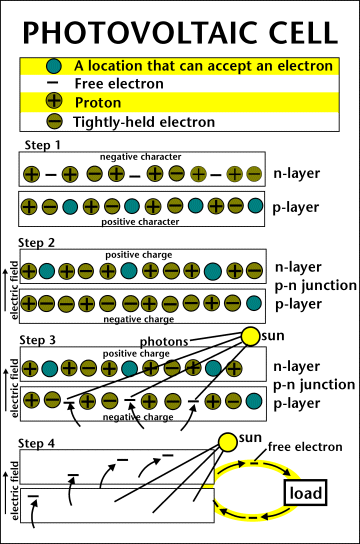 PHOTOVOLTAIC CELL
A location that can accept an electron
Free electron
Proton
Tightly-held electron
Step 1
negative character
n-layer
p-layer
positive character
Step 2
positive charge
electric field
n-layer
p-n junction
p-layer
negative charge
photons
sun
Step 3
positive charge
electric field
n-layer
p-n junction
p-layer
negative charge
Step 4
sun
free electron
electric field
load